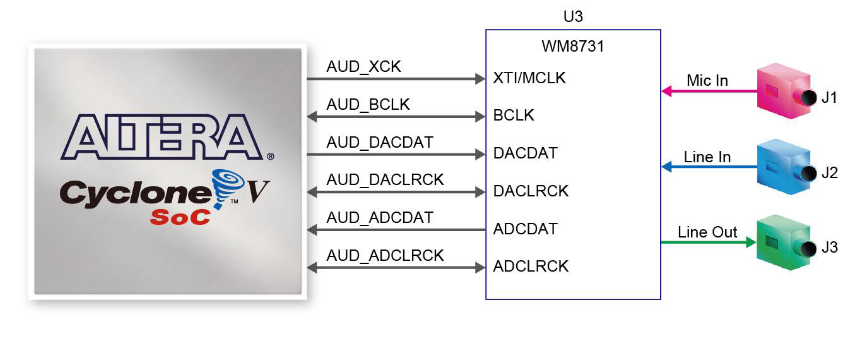 U3
WM8731
AUD_XCK
XTI/MCLK
AUD_BCLK
BCLK
AUD_DACDAT
DACDAT
AUD_DACLRCK
DACLRCK
AUD_ADCDAT
ADCDAT
AUD_ADCLRCK
ADCLRCK
ALTERA®
Cyclone™ V
SoC
Mic In
J1
Line In
J2
Line Out
J3